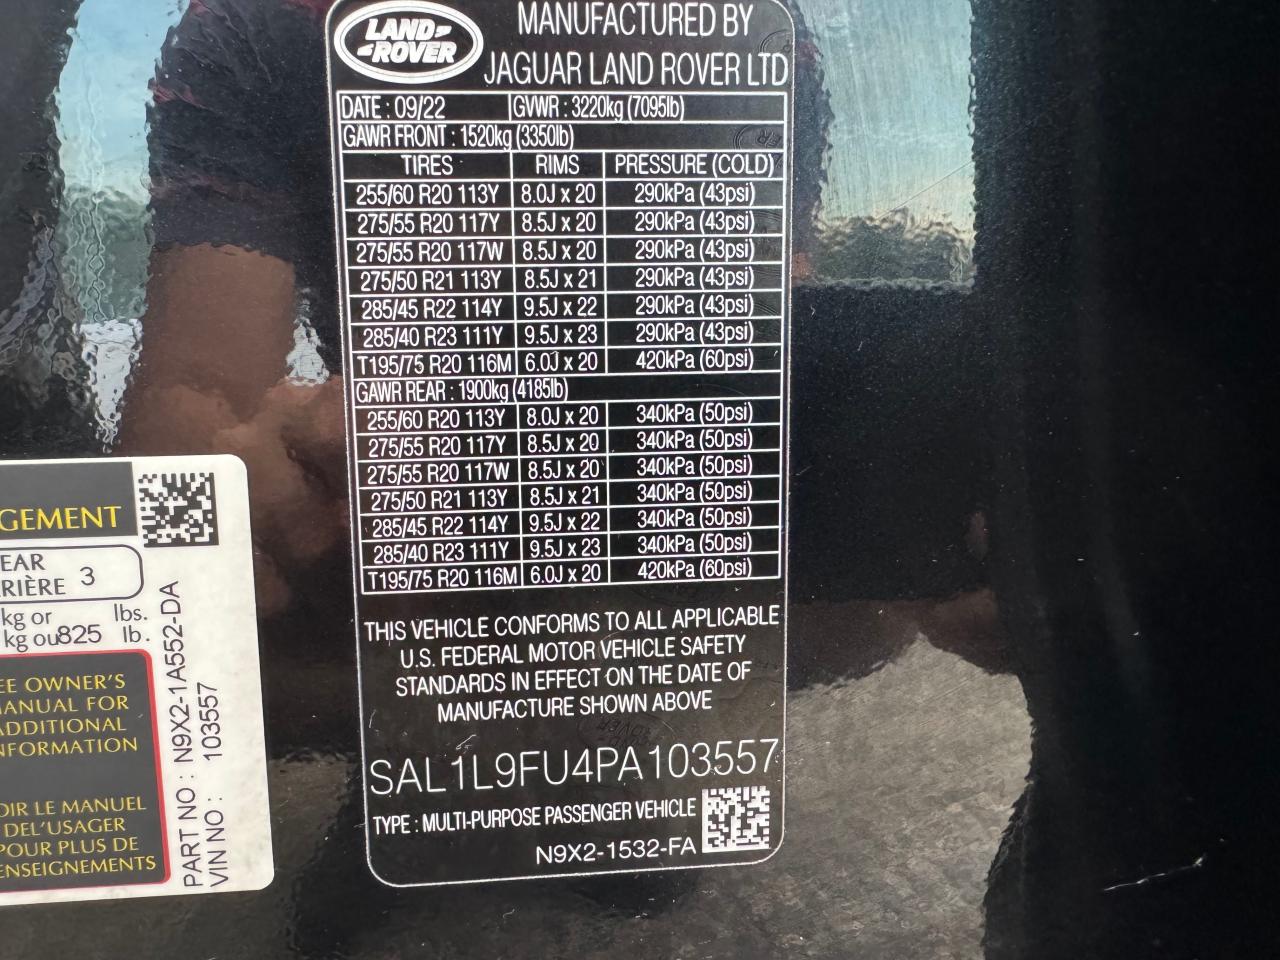 LAND
ROVER
MANUFACTURED BY
JAGUAR LAND ROVER LTD
DATE : 09/22 GVWR : 3220kg (7095lb)
GAWR FRONT : 1520kg (3350lb)
TIRES RIMS PRESSURE (COLD)
255/60 R20 113Y 8.0J x 20 290kPa (43psi)
275/55 R20 117Y 8.5J x 20 290kPa (43psi)
275/55 R20 117W 8.5J x 20 290kPa (43psi)
275/50 R21 113Y 8.5J x 21 290kPa (43psi)
285/45 R22 114Y 9.5J x 22 290kPa (43psi)
285/40 R23 111Y 9.5J x 23 290kPa (43psi)
T195/75 R20 116M 6.0J x 20 420kPa (60psi)
GAWR REAR : 1900kg (4185lb)
255/60 R20 113Y 8.0J x 20 340kPa (50psi)
275/55 R20 117Y 8.5J x 20 340kPa (50psi)
275/55 R20 117W 8.5J x 20 340kPa (50psi)
275/50 R21 113Y 8.5J x 21 340kPa (50psi)
285/45 R22 114Y 9.5J x 22 340kPa (50psi)
285/40 R23 111Y 9.5J x 23 340kPa (50psi)
T195/75 R20 116M 6.0J x 20 420kPa (60psi)
THIS VEHICLE CONFORMS TO ALL APPLICABLE
U.S. FEDERAL MOTOR VEHICLE SAFETY
STANDARDS IN EFFECT ON THE DATE OF
MANUFACTURE SHOWN ABOVE
SAL1L9FU4PA103557
TYPE : MULTI-PURPOSE PASSENGER VEHICLE
N9X2-1532-FA
GEMENT
EAR
RIÈRE 3
kg or lbs.
kg ou 825 lb.
EE OWNER'S
MANUAL FOR
ADDITIONAL
NFORMATION
OIR LE MANUEL
DEL'USAGER
POUR PLUS DE
ENSEIGNEMENTS
PART NO : N9X2-1A552-DA
VIN NO : 103557